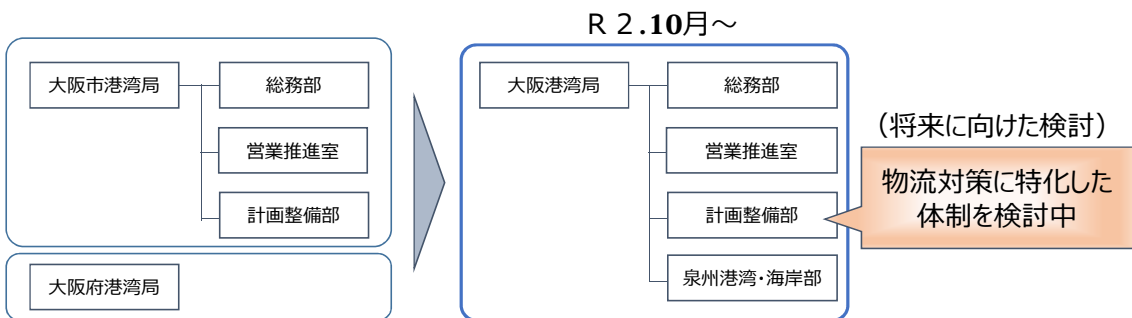 R 2.10月~
大阪市港湾局
総務部
営業推進室
計画整備部
大阪府港湾局
大阪港湾局
総務部
営業推進室
計画整備部
泉州港湾・海岸部
(将来に向けた検討)
物流対策に特化した
体制を検討中